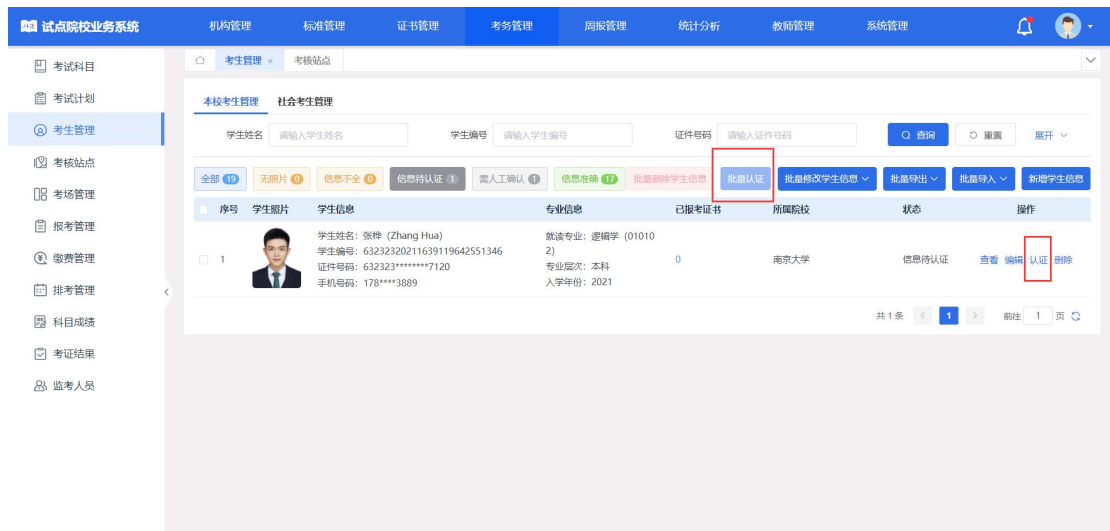 试点院校业务系统 机构管理 标准管理 证书管理 考务管理 周报管理 统计分析 教师管理 系统管理
考试科目
考试计划
考生管理
考核站点
考场管理
报考管理
缴费管理
排考管理
科目成绩
考证结果
监考人员
考生管理 × 考核站点
本校考生管理 社会考生管理
学生姓名 请输入学生姓名 学生编号 请输入学生编号 证件号码 请输入证件号码 查询 重置 展开
全部 19 无照片 0 信息不全 0 信息待认证 1 需人工确认 1 信息准确 17 批量删除学生信息 批量认证 批量修改学生信息 批量导出 批量导入 新增学生信息
序号 学生照片 学生信息 专业信息 已报考证书 所属院校 状态 操作
1
学生姓名：张桦 (Zhang Hua)
学生编号：63232320211639119642551346
证件号码：632323********7120
手机号码：178****3889
就读专业：逻辑学 (01010
2)
专业层次：本科
入学年份：2021
0 南京大学 信息待认证 查看 编辑 认证 删除
共 1 条 < 1 > 前往 1 页